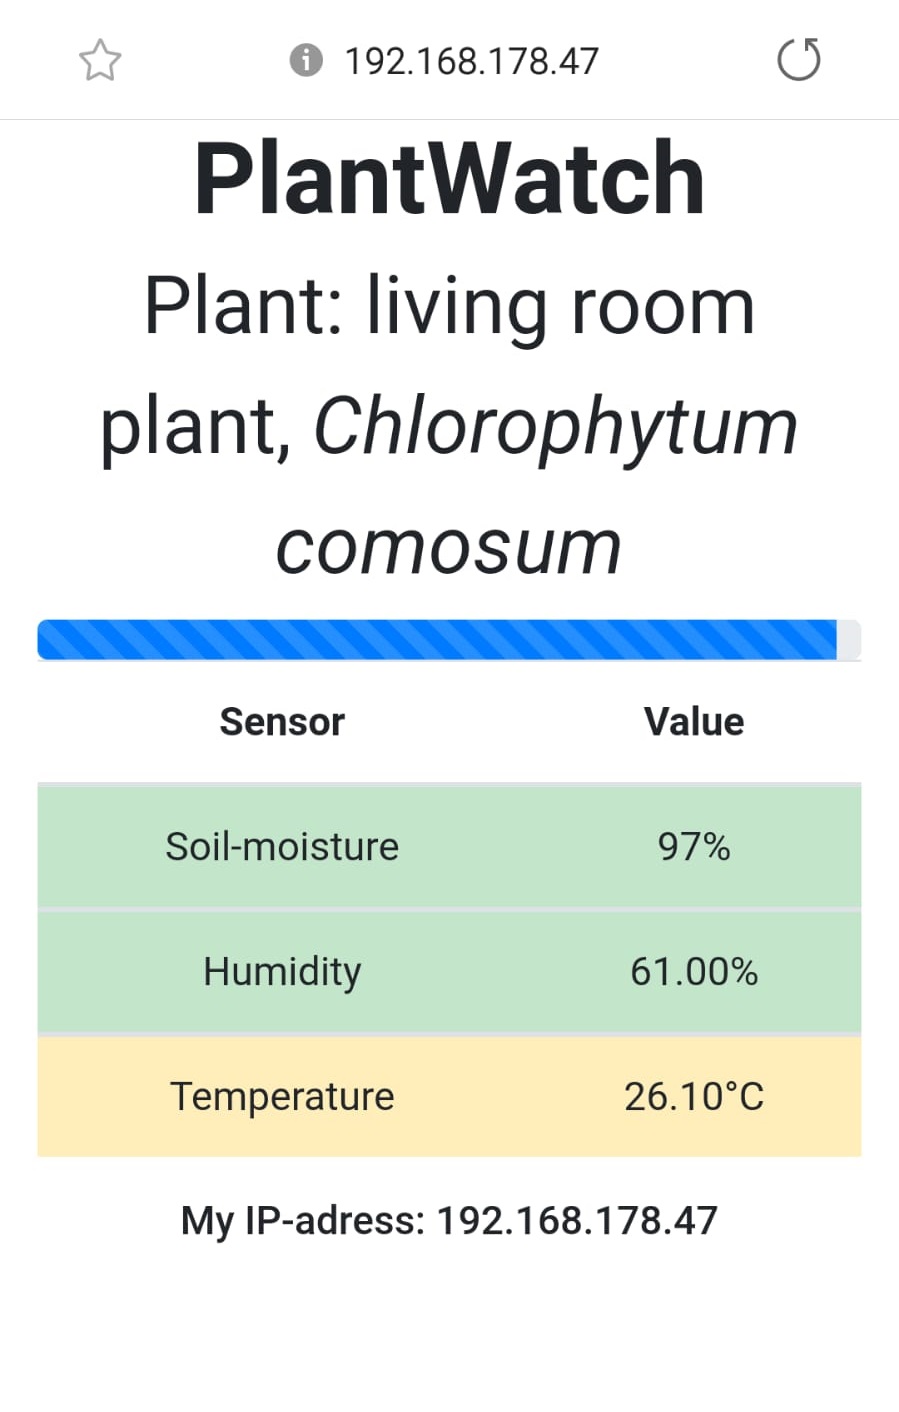 192.168.178.47
PlantWatch
Plant: living room
plant, Chlorophytum
comosum
Sensor Value
Soil-moisture 97%
Humidity 61.00%
Temperature 26.10°C
My IP-adress: 192.168.178.47